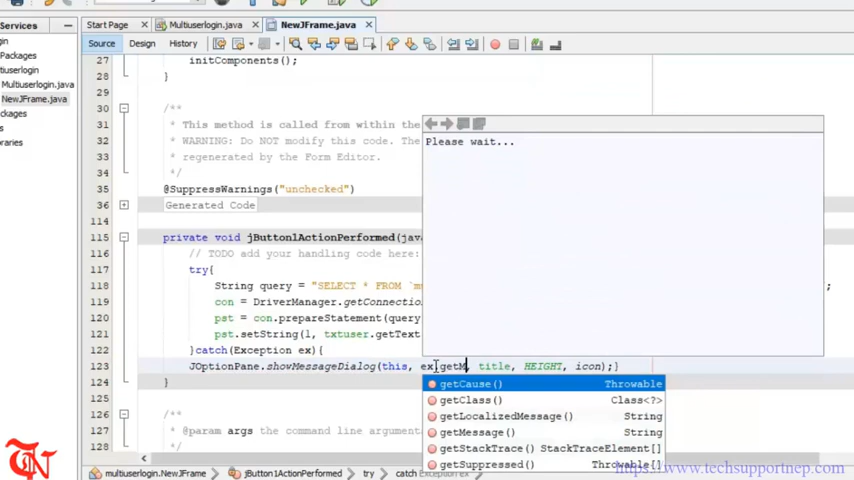 Services
Start Page
Multiuserlogin.java
NewJFrame.java
Source
Design
History
Packages
Multiuserlogin.java
NewJFrame.java
27 initComponents();
28 }
29
30 /**
31 * This method is called from within the
32 * WARNING: Do NOT modify this code. The
33 * regenerated by the Form Editor.
34 */
35 @SuppressWarnings("unchecked")
36 Generated Code
114
115 private void jButton1ActionPerformed(java
116 // TODO add your handling code here:
117 try{
118 String query = "SELECT * FROM `m
119 con = DriverManager.getConnectio
120 pst = con.prepareStatement(query
121 pst.setString(1, txtuser.getText
122 }catch(Exception ex){
123 JOptionPane.showMessageDialog(this, ex.getM, title, HEIGHT, icon);}
124 }
125
126 /**
127 * @param args the command line argument
128 */
Please wait...
getCause() Throwable
getClass() Class<?>
getLocalizedMessage() String
getMessage() String
getStackTrace() StackTraceElement[]
getSuppressed() Throwable[]
multiuserlogin.NewJFrame
jButton1ActionPerformed
try
catch Exception ex
TN
https://www.techsupportnep.com